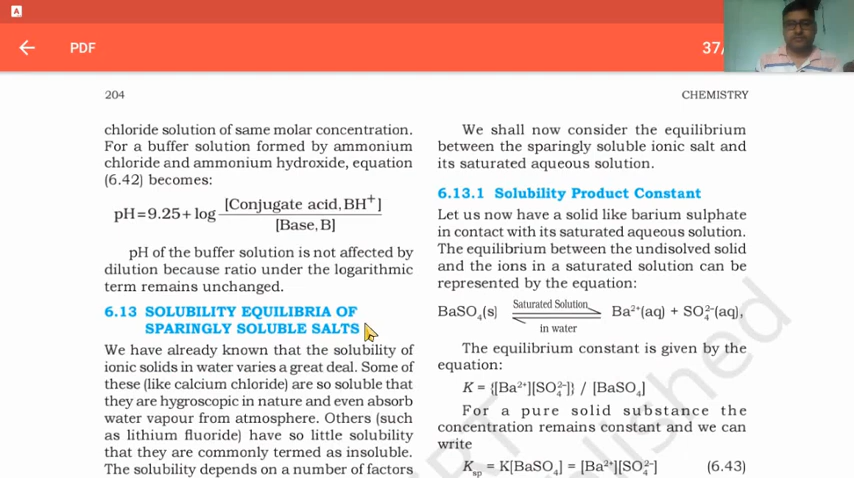 A
PDF
37/
204
CHEMISTRY
chloride solution of same molar concentration.
For a buffer solution formed by ammonium
chloride and ammonium hydroxide, equation
(6.42) becomes:
pH=9.25+log [Conjugate acid,BH⁺] / [Base,B]
pH of the buffer solution is not affected by
dilution because ratio under the logarithmic
term remains unchanged.
6.13 SOLUBILITY EQUILIBRIA OF
SPARINGLY SOLUBLE SALTS
We have already known that the solubility of
ionic solids in water varies a great deal. Some of
these (like calcium chloride) are so soluble that
they are hygroscopic in nature and even absorb
water vapour from atmosphere. Others (such
as lithium fluoride) have so little solubility
that they are commonly termed as insoluble.
The solubility depends on a number of factors
We shall now consider the equilibrium
between the sparingly soluble ionic salt and
its saturated aqueous solution.
6.13.1 Solubility Product Constant
Let us now have a solid like barium sulphate
in contact with its saturated aqueous solution.
The equilibrium between the undisolved solid
and the ions in a saturated solution can be
represented by the equation:
BaSO₄(s) ⇌ Saturated Solution in water Ba²⁺(aq) + SO₄²⁻(aq),
The equilibrium constant is given by the
equation:
K = {[Ba²⁺][SO₄²⁻]} / [BaSO₄]
For a pure solid substance the
concentration remains constant and we can
write
Kₛₚ = K[BaSO₄] = [Ba²⁺][SO₄²⁻] (6.43)